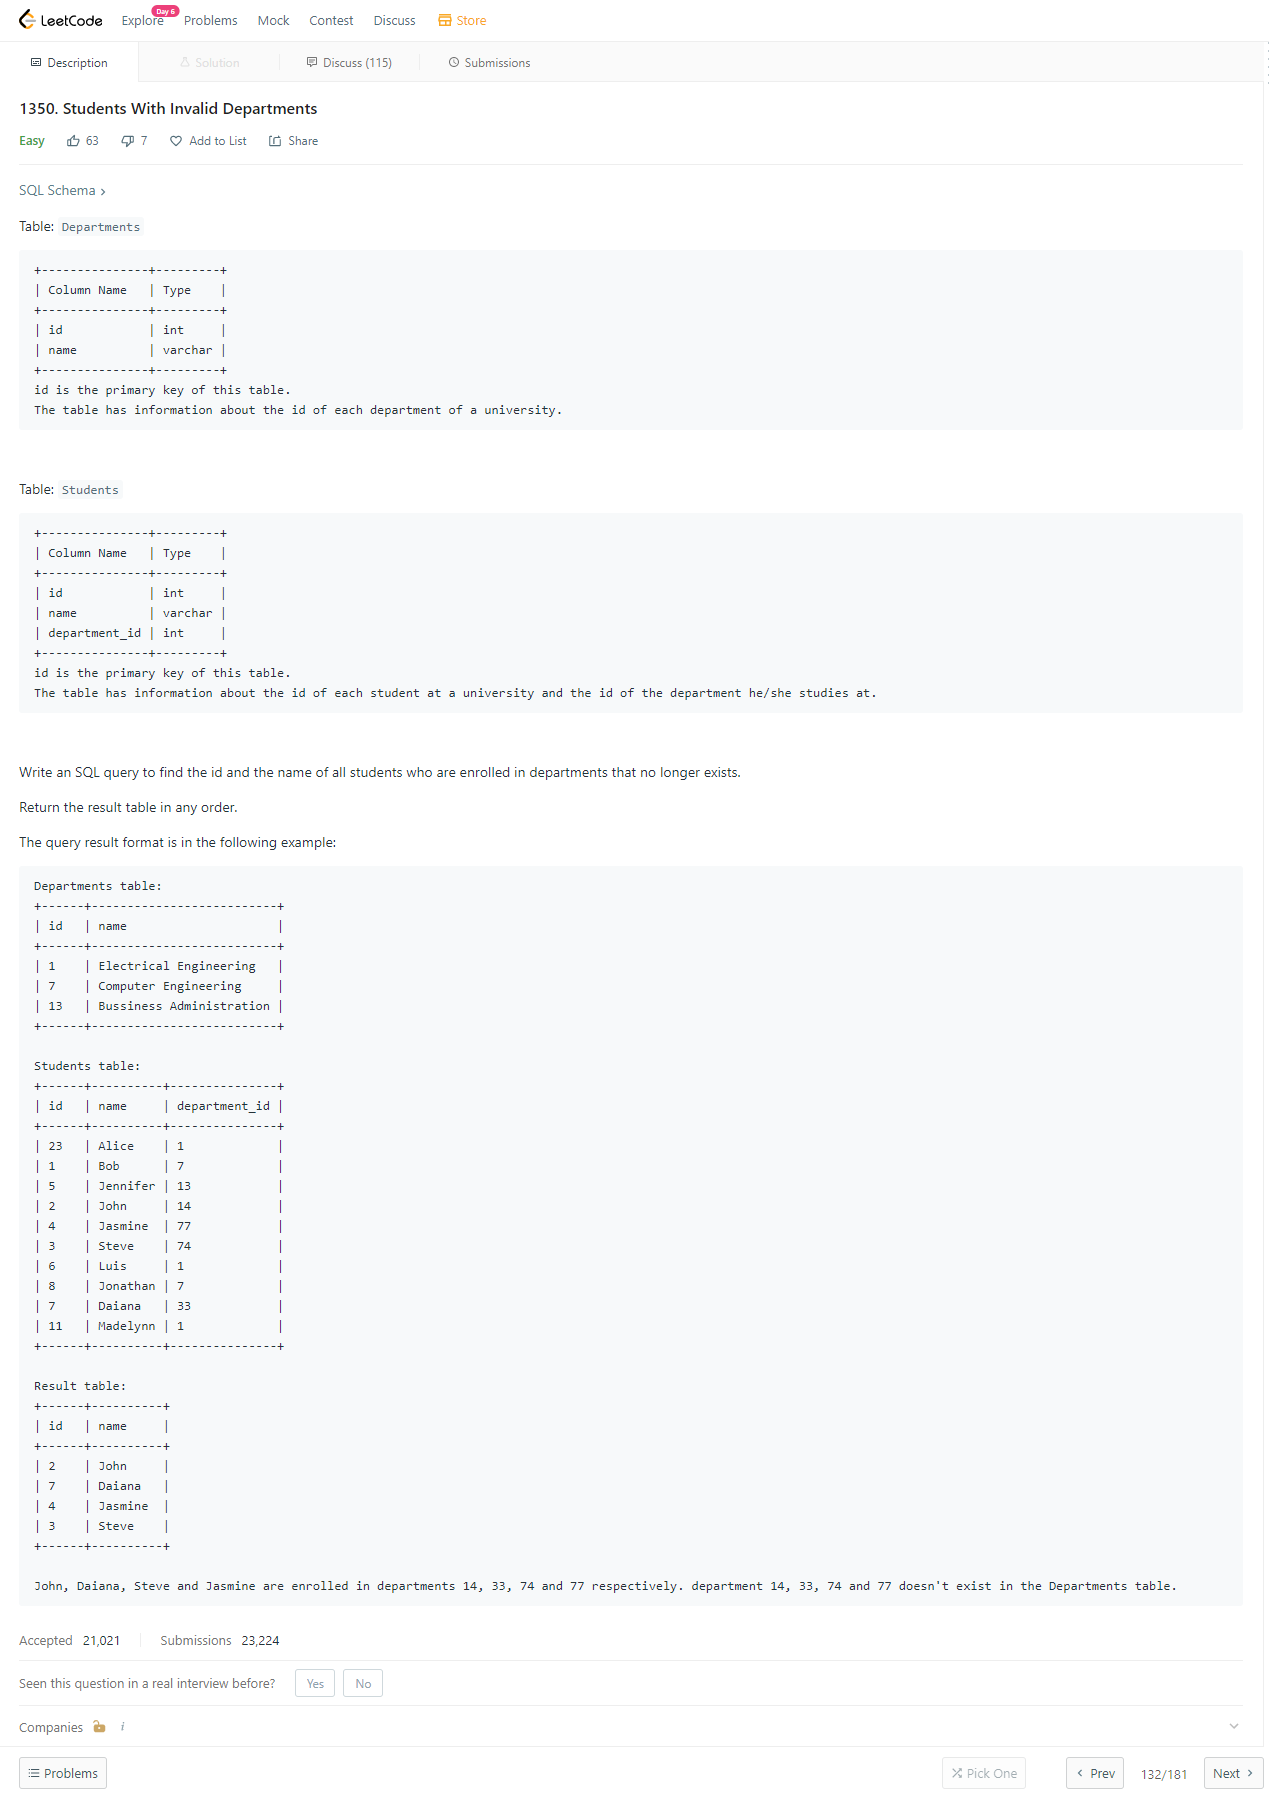 LeetCode Explore Day 6 Problems Mock Contest Discuss Store
Description Solution Discuss (115) Submissions
1350. Students With Invalid Departments
Easy 63 7 Add to List Share
SQL Schema >
Table: Departments
+---------------+---------+
| Column Name   | Type    |
+---------------+---------+
| id            | int     |
| name          | varchar |
+---------------+---------+
id is the primary key of this table.
The table has information about the id of each department of a university.
Table: Students
+---------------+---------+
| Column Name   | Type    |
+---------------+---------+
| id            | int     |
| name          | varchar |
| department_id | int     |
+---------------+---------+
id is the primary key of this table.
The table has information about the id of each student at a university and the id of the department he/she studies at.
Write an SQL query to find the id and the name of all students who are enrolled in departments that no longer exists.
Return the result table in any order.
The query result format is in the following example:
Departments table:
+------+--------------------------+
| id   | name                     |
+------+--------------------------+
| 1    | Electrical Engineering   |
| 7    | Computer Engineering     |
| 13   | Bussiness Administration |
+------+--------------------------+
Students table:
+------+----------+---------------+
| id   | name     | department_id |
+------+----------+---------------+
| 23   | Alice    | 1             |
| 1    | Bob      | 7             |
| 5    | Jennifer | 13            |
| 2    | John     | 14            |
| 4    | Jasmine  | 77            |
| 3    | Steve    | 74            |
| 6    | Luis     | 1             |
| 8    | Jonathan | 7             |
| 7    | Daiana   | 33            |
| 11   | Madelynn | 1             |
+------+----------+---------------+
Result table:
+------+----------+
| id   | name     |
+------+----------+
| 2    | John     |
| 7    | Daiana   |
| 4    | Jasmine  |
| 3    | Steve    |
+------+----------+
John, Daiana, Steve and Jasmine are enrolled in departments 14, 33, 74 and 77 respectively. department 14, 33, 74 and 77 doesn't exist in the Departments table.
Accepted 21,021 Submissions 23,224
Seen this question in a real interview before? Yes No
Companies i
Problems Pick One < Prev 132/181 Next >